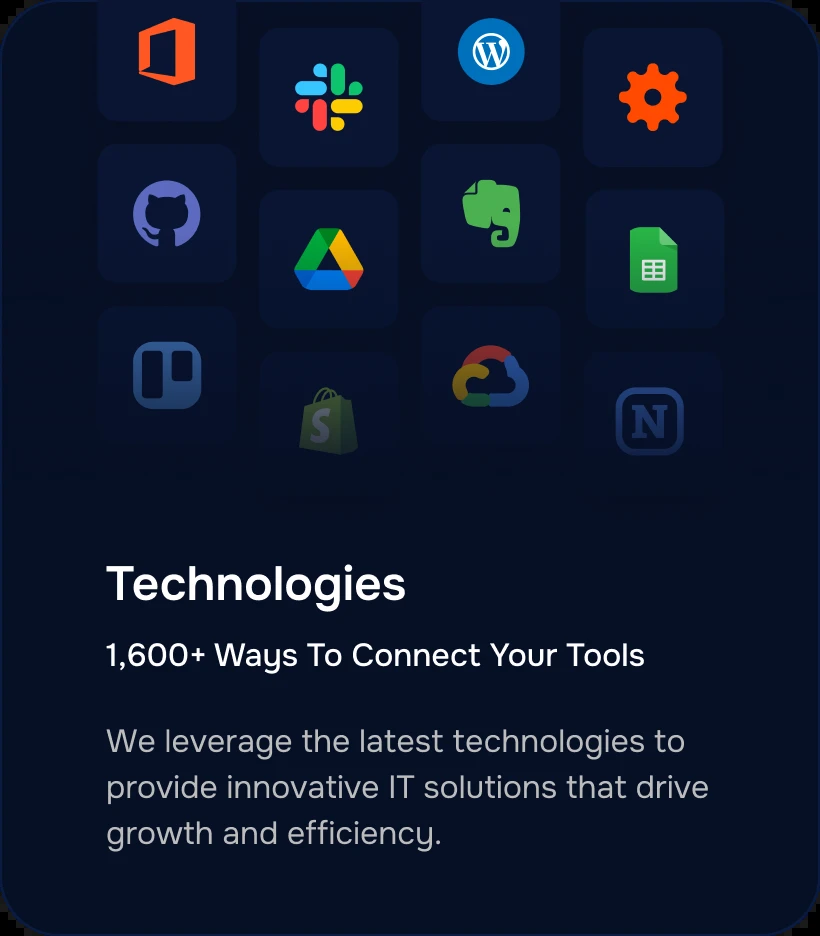 Technologies
1,600+ Ways To Connect Your Tools
We leverage the latest technologies to
provide innovative IT solutions that drive
growth and efficiency.